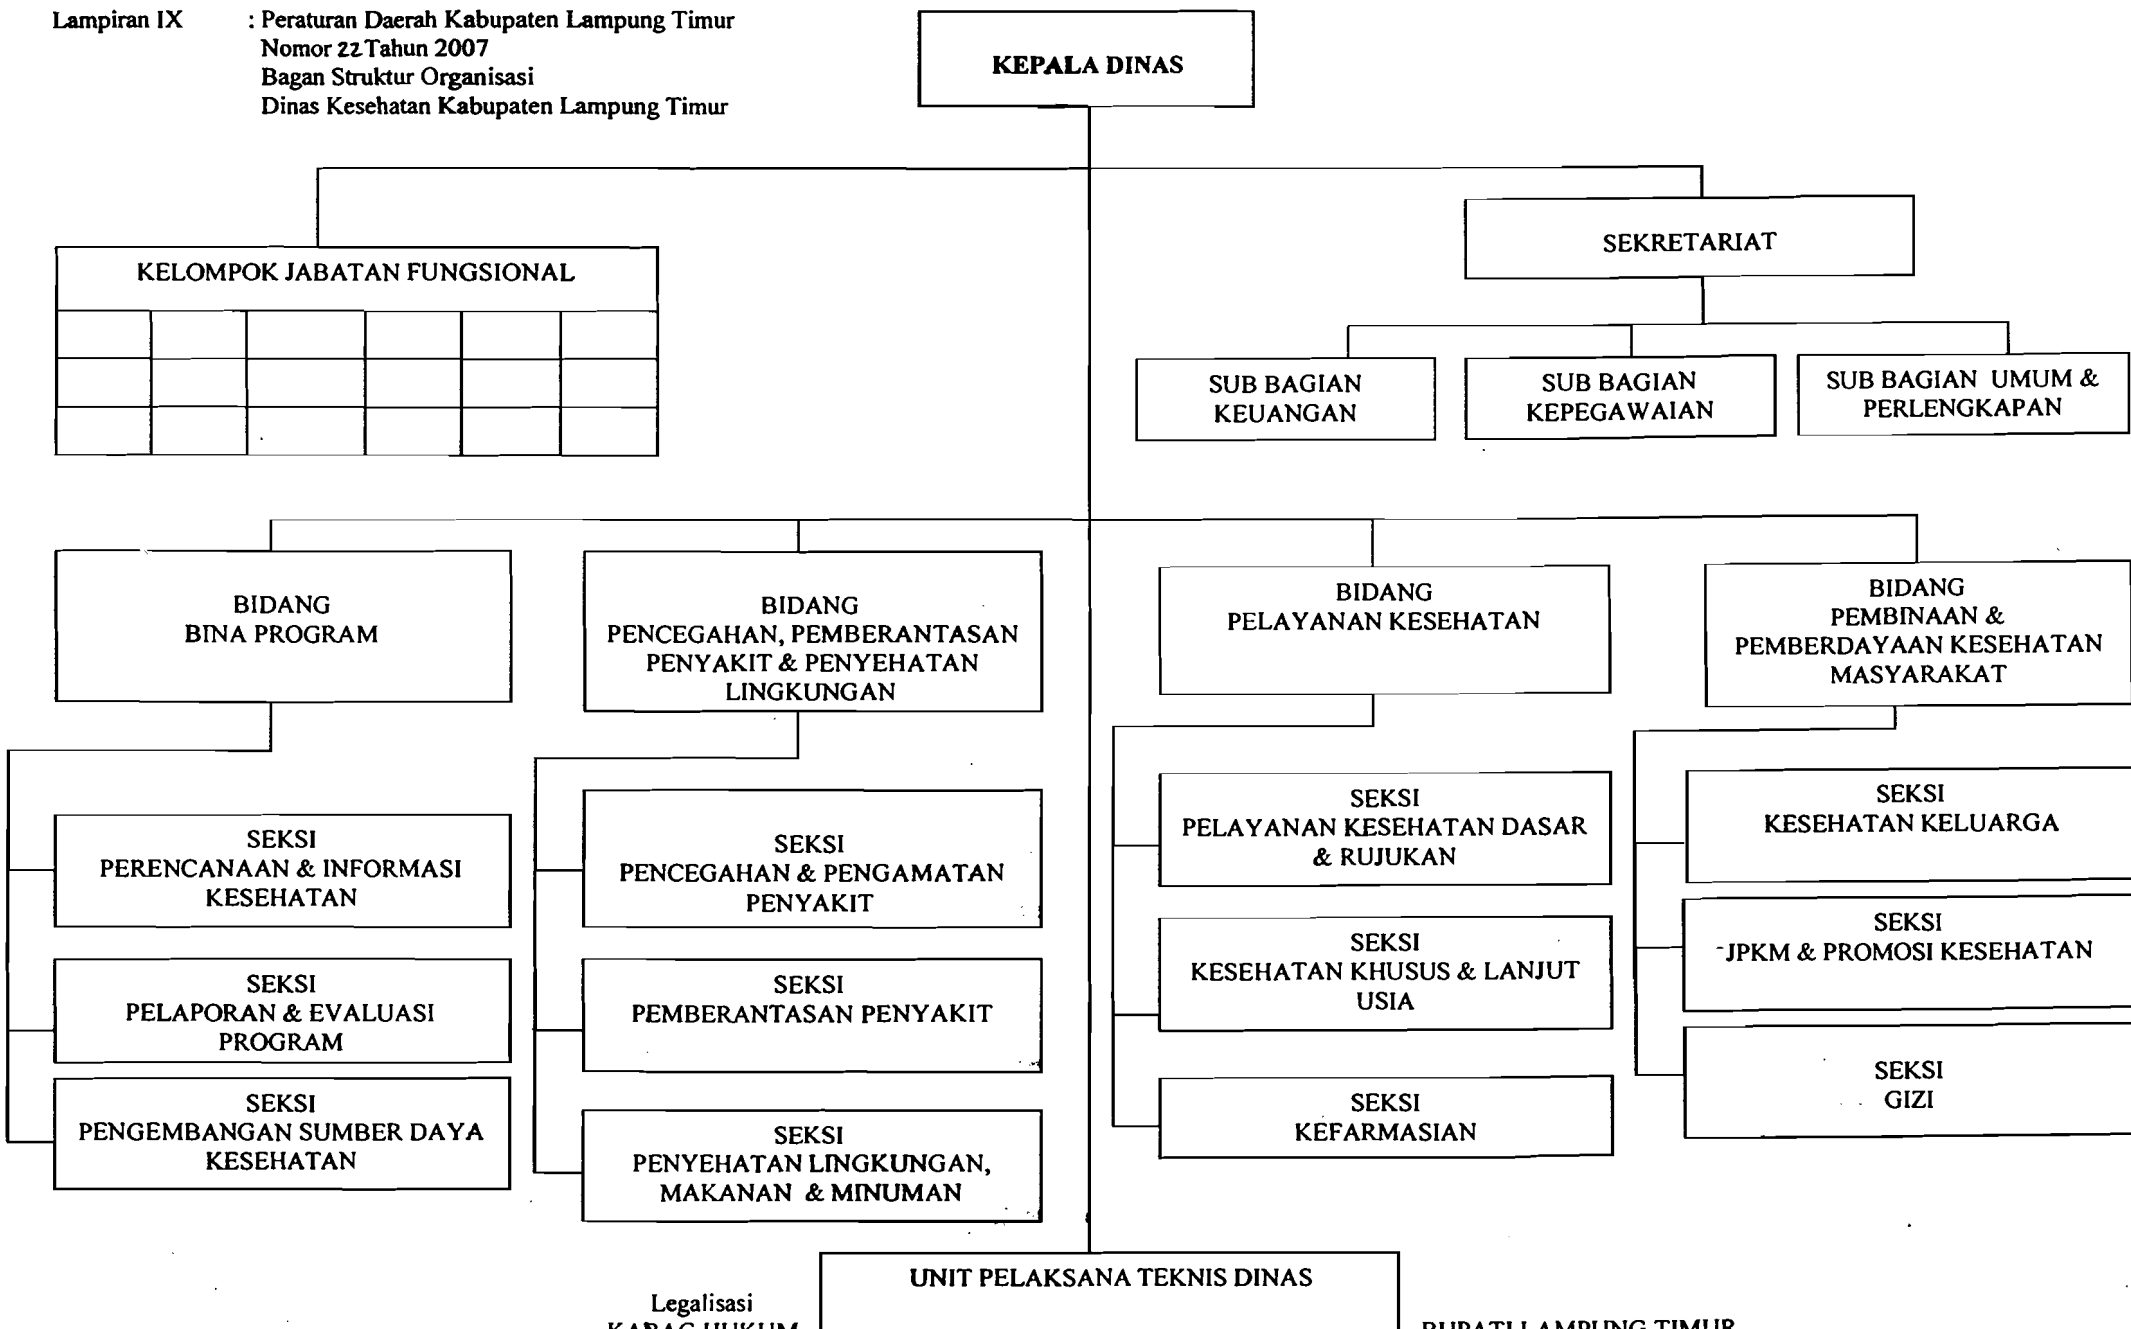 Lampiran IX : Peraturan Daerah Kabupaten Lampung Timur
Nomor 22 Tahun 2007
Bagan Struktur Organisasi
Dinas Kesehatan Kabupaten Lampung Timur
KEPALA DINAS
KELOMPOK JABATAN FUNGSIONAL
SEKRETARIAT
SUB BAGIAN
KEUANGAN
SUB BAGIAN
KEPEGAWAIAN
SUB BAGIAN UMUM &
PERLENGKAPAN
BIDANG
BINA PROGRAM
BIDANG
PENCEGAHAN, PEMBERANTASAN
PENYAKIT & PENYEHATAN
LINGKUNGAN
BIDANG
PELAYANAN KESEHATAN
BIDANG
PEMBINAAN &
PEMBERDAYAAN KESEHATAN
MASYARAKAT
SEKSI
PERENCANAAN & INFORMASI
KESEHATAN
SEKSI
PELAPORAN & EVALUASI
PROGRAM
SEKSI
PENGEMBANGAN SUMBER DAYA
KESEHATAN
SEKSI
PENCEGAHAN & PENGAMATAN
PENYAKIT
SEKSI
PEMBERANTASAN PENYAKIT
SEKSI
PENYEHATAN LINGKUNGAN,
MAKANAN & MINUMAN
SEKSI
PELAYANAN KESEHATAN DASAR
& RUJUKAN
SEKSI
KESEHATAN KHUSUS & LANJUT
USIA
SEKSI
KEFARMASIAN
SEKSI
KESEHATAN KELUARGA
SEKSI
JPKM & PROMOSI KESEHATAN
SEKSI
GIZI
UNIT PELAKSANA TEKNIS DINAS
Legalisasi
KABAG HUKUM
BUPATI LAMPUNG TIMUR